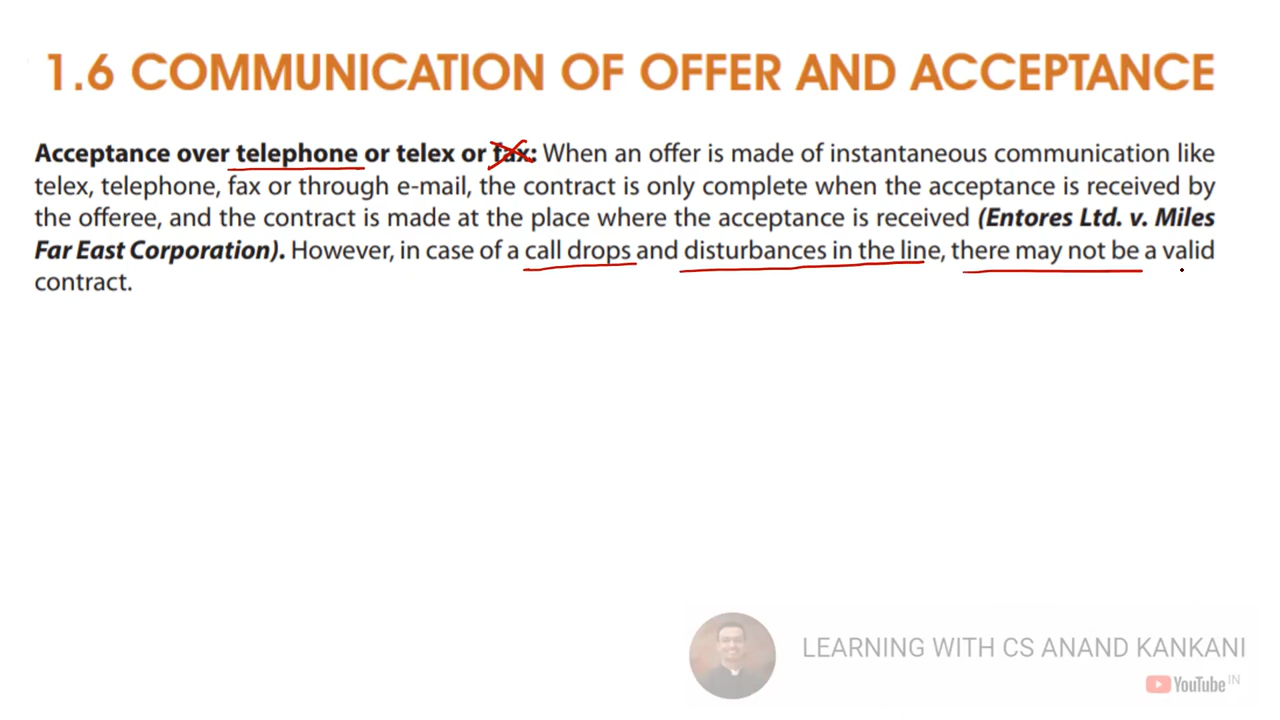 1.6 COMMUNICATION OF OFFER AND ACCEPTANCE
Acceptance over telephone or telex or fax: When an offer is made of instantaneous communication like
telex, telephone, fax or through e-mail, the contract is only complete when the acceptance is received by
the offeree, and the contract is made at the place where the acceptance is received (Entores Ltd. v. Miles
Far East Corporation). However, in case of a call drops and disturbances in the line, there may not be a valid
contract.
LEARNING WITH CS ANAND KANKANI
YouTube IN